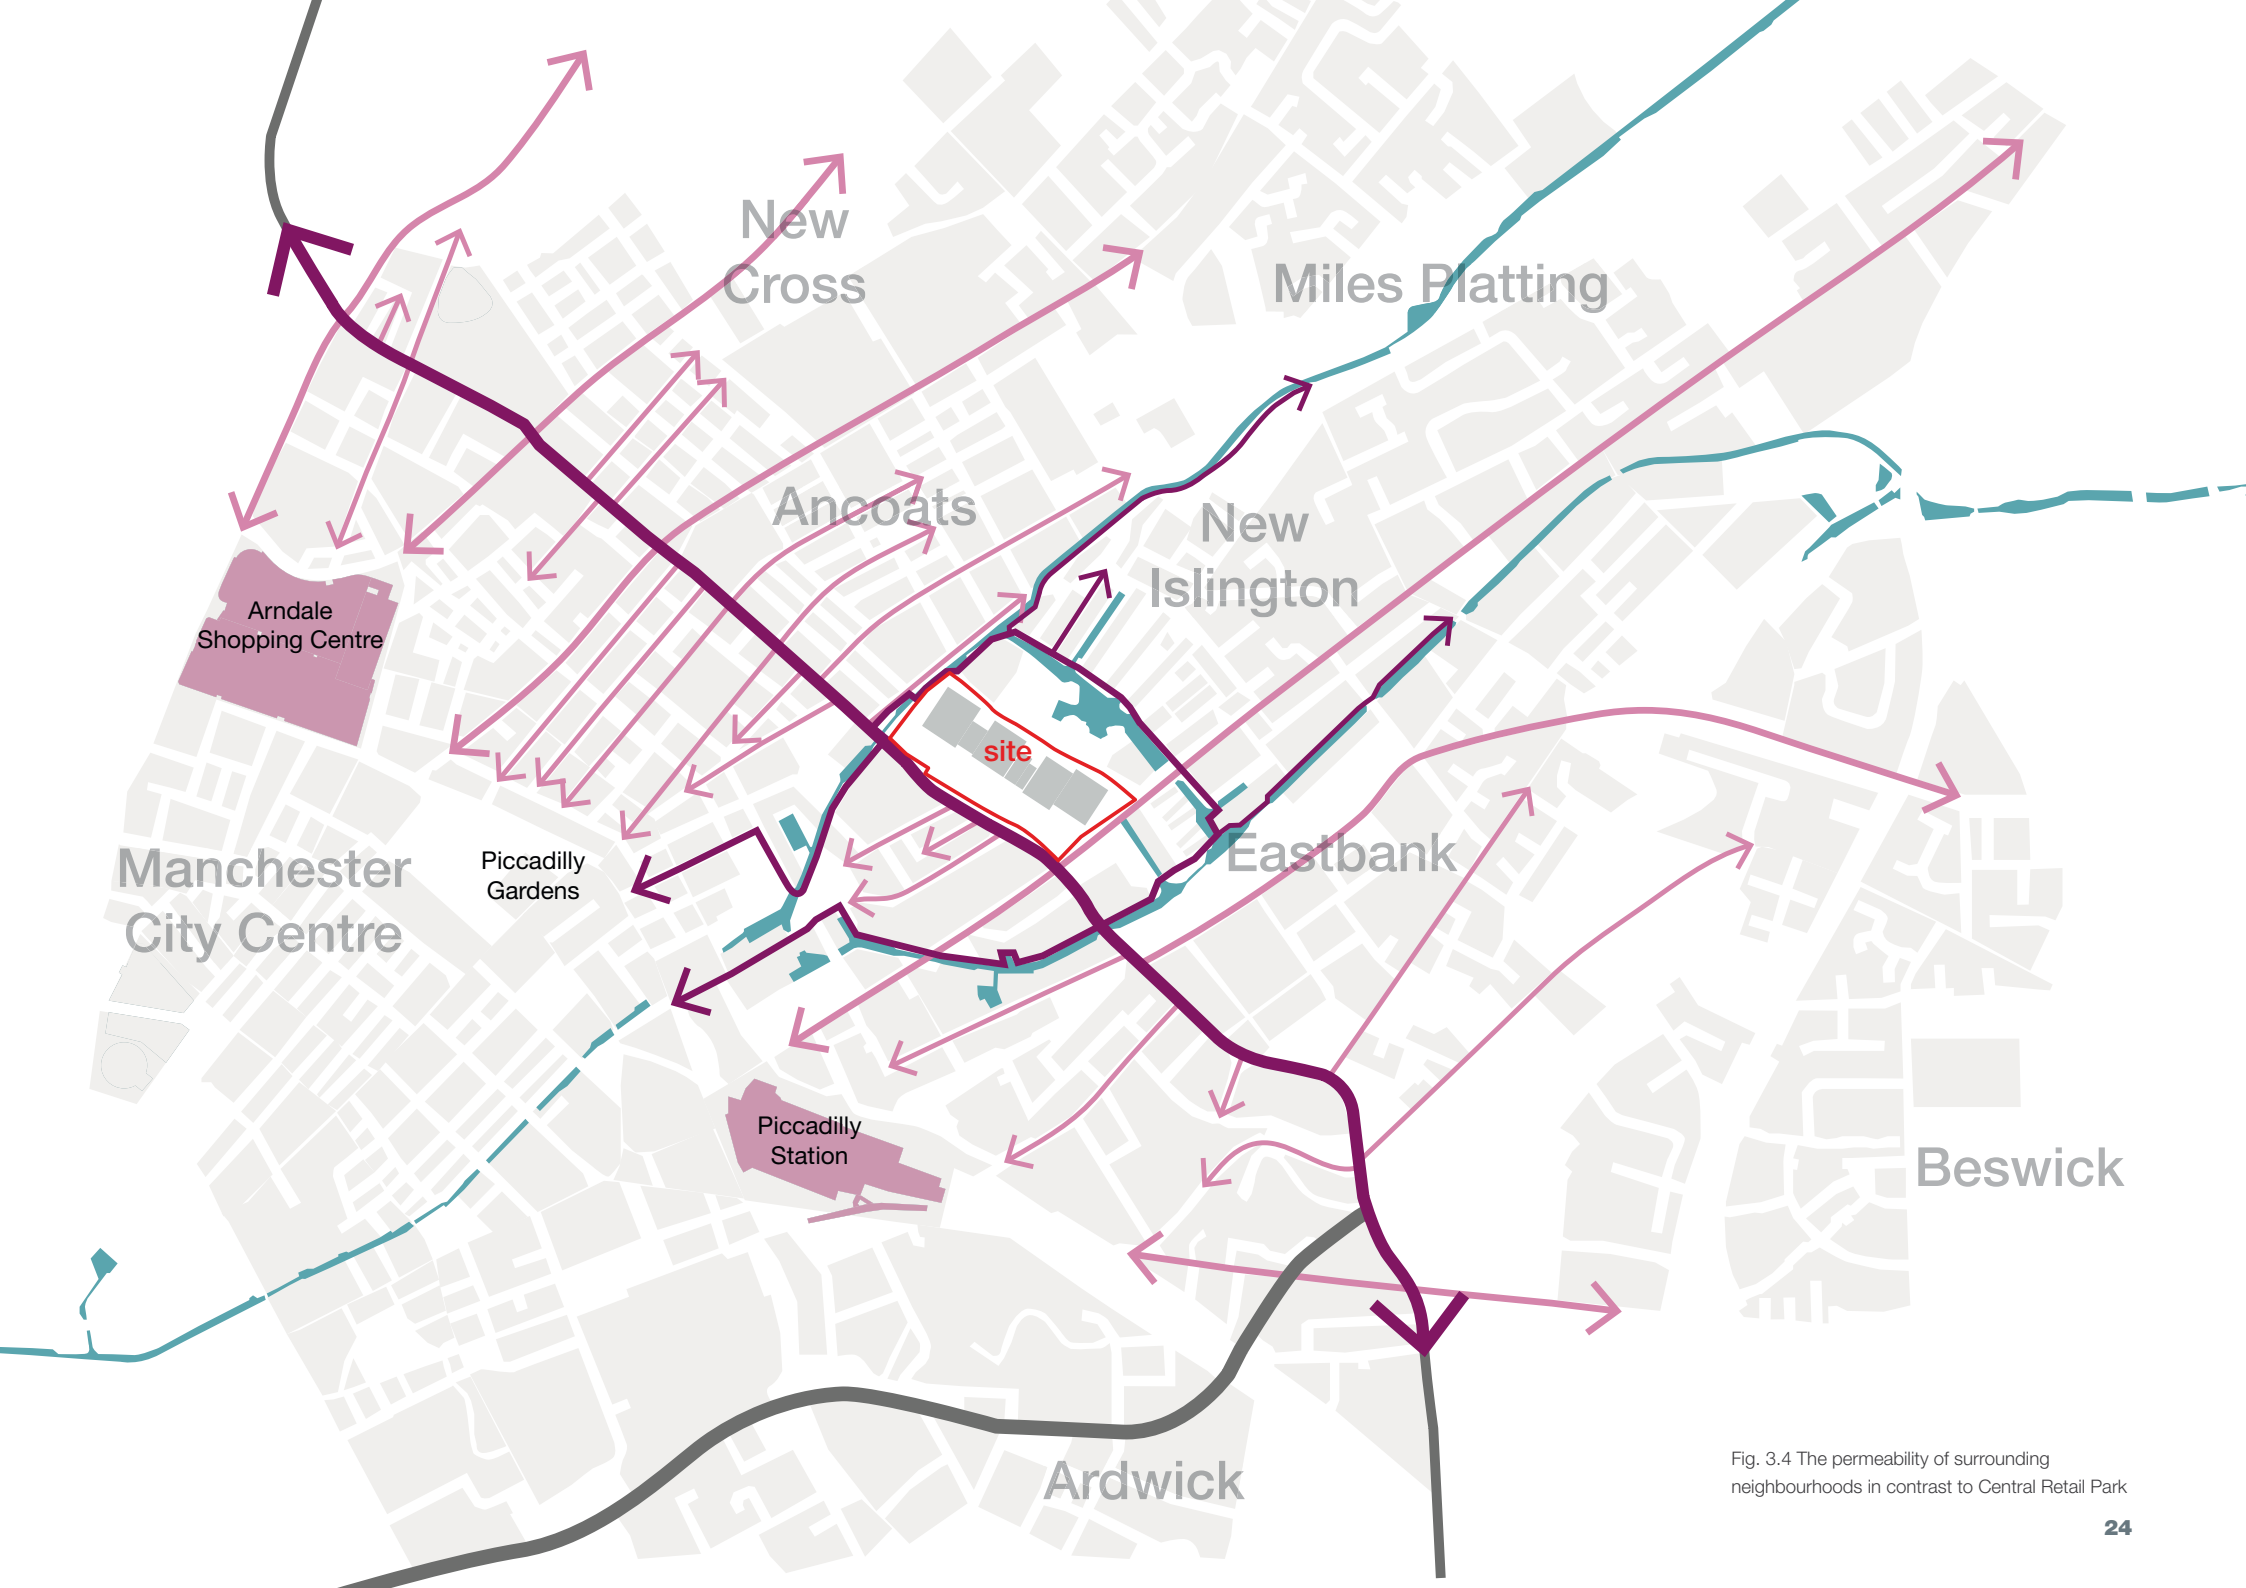 New
Cross
Miles Platting
Ancoats
New
Islington
Arndale
Shopping Centre
site
Eastbank
Manchester
City Centre
Piccadilly
Gardens
Piccadilly
Station
Beswick
Ardwick
Fig. 3.4 The permeability of surrounding
neighbourhoods in contrast to Central Retail Park
24